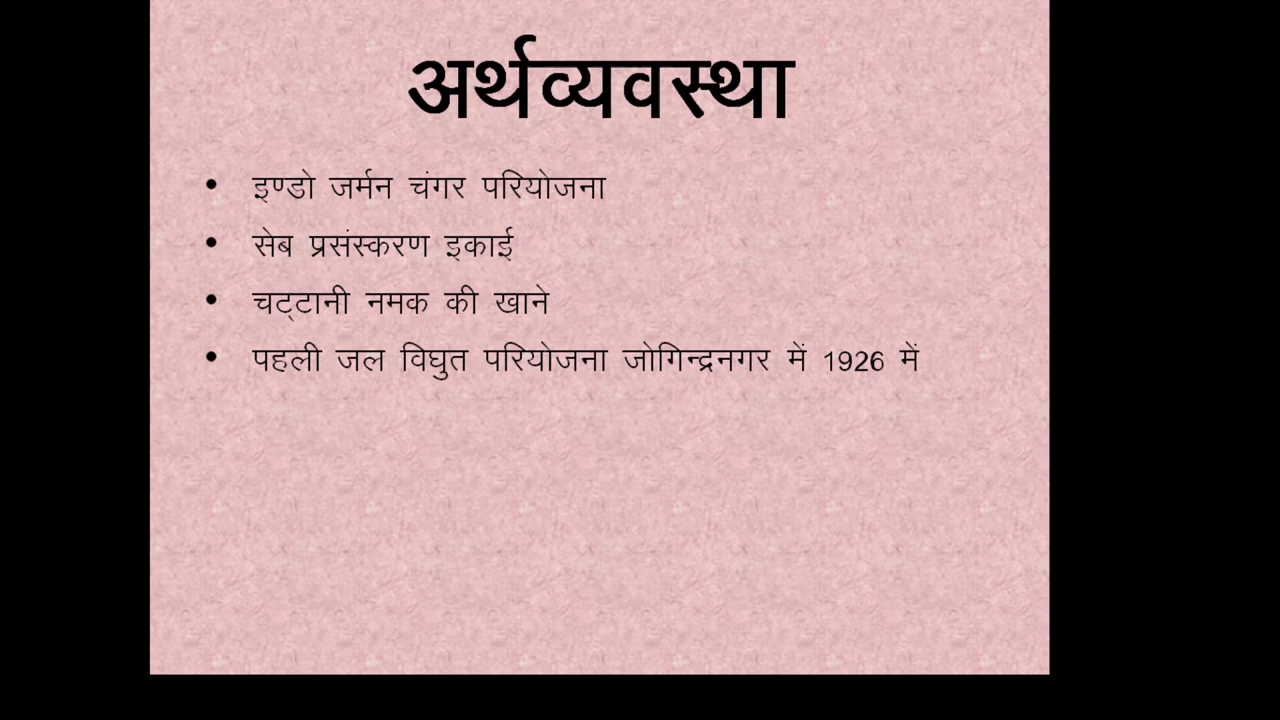 अर्थव्यवस्था
• इण्डो जर्मन चंगर परियोजना
• सेब प्रसंस्करण इकाई
• चट्टानी नमक की खाने
• पहली जल विघुत परियोजना जोगिन्द्रनगर में 1926 में